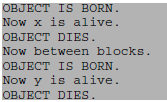 OBJECT IS BORN.
Now x is alive.
OBJECT DIES.
Now between blocks.
OBJECT IS BORN.
Now y is alive.
OBJECT DIES.